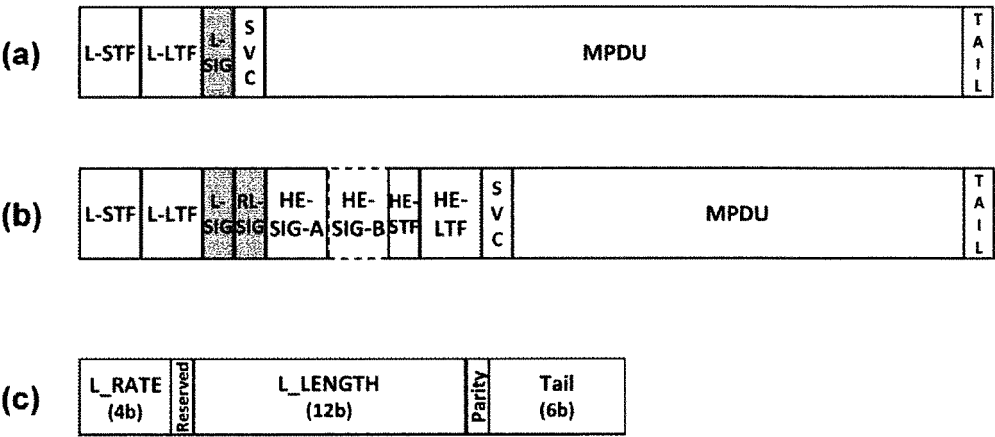 (a)
L-STF L-LTF L-SIG SVC MPDU TAIL
(b)
L-STF L-LTF L-SIG RL-SIG HE-SIG-A HE-SIG-B HE-STF HE-LTF SVC MPDU TAIL
(c)
L_RATE (4b) Reserved L_LENGTH (12b) Parity Tail (6b)